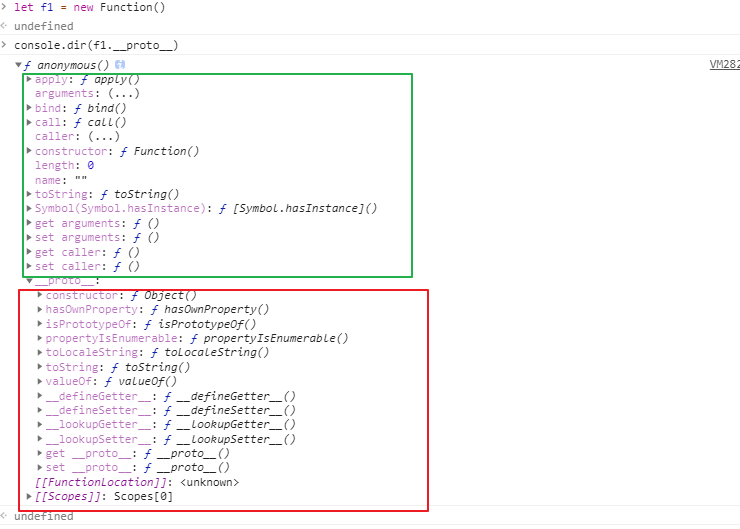 let f1 = new Function()
undefined
console.dir(f1.__proto__)
ƒ anonymous() VM282
apply: ƒ apply()
arguments: (...)
bind: ƒ bind()
call: ƒ call()
caller: (...)
constructor: ƒ Function()
length: 0
name: ""
toString: ƒ toString()
Symbol(Symbol.hasInstance): ƒ [Symbol.hasInstance]()
get arguments: ƒ ()
set arguments: ƒ ()
get caller: ƒ ()
set caller: ƒ ()
__proto__:
constructor: ƒ Object()
hasOwnProperty: ƒ hasOwnProperty()
isPrototypeOf: ƒ isPrototypeOf()
propertyIsEnumerable: ƒ propertyIsEnumerable()
toLocaleString: ƒ toLocaleString()
toString: ƒ toString()
valueOf: ƒ valueOf()
__defineGetter__: ƒ __defineGetter__()
__defineSetter__: ƒ __defineSetter__()
__lookupGetter__: ƒ __lookupGetter__()
__lookupSetter__: ƒ __lookupSetter__()
get __proto__: ƒ __proto__()
set __proto__: ƒ __proto__()
[[FunctionLocation]]: <unknown>
[[Scopes]]: Scopes[0]
undefined